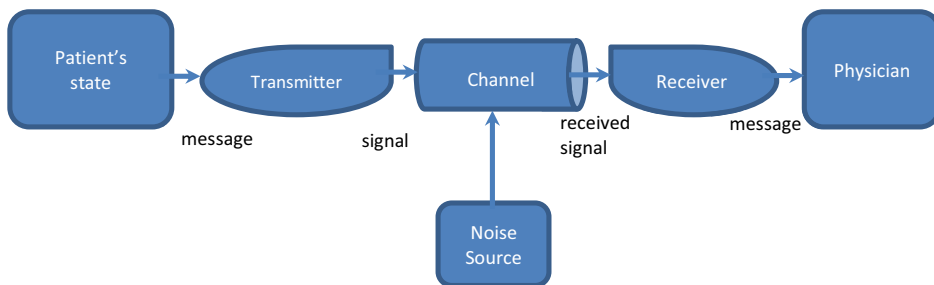 Patient’s
state
Transmitter
Channel
Receiver
Physician
message
signal
received
signal
message
Noise
Source